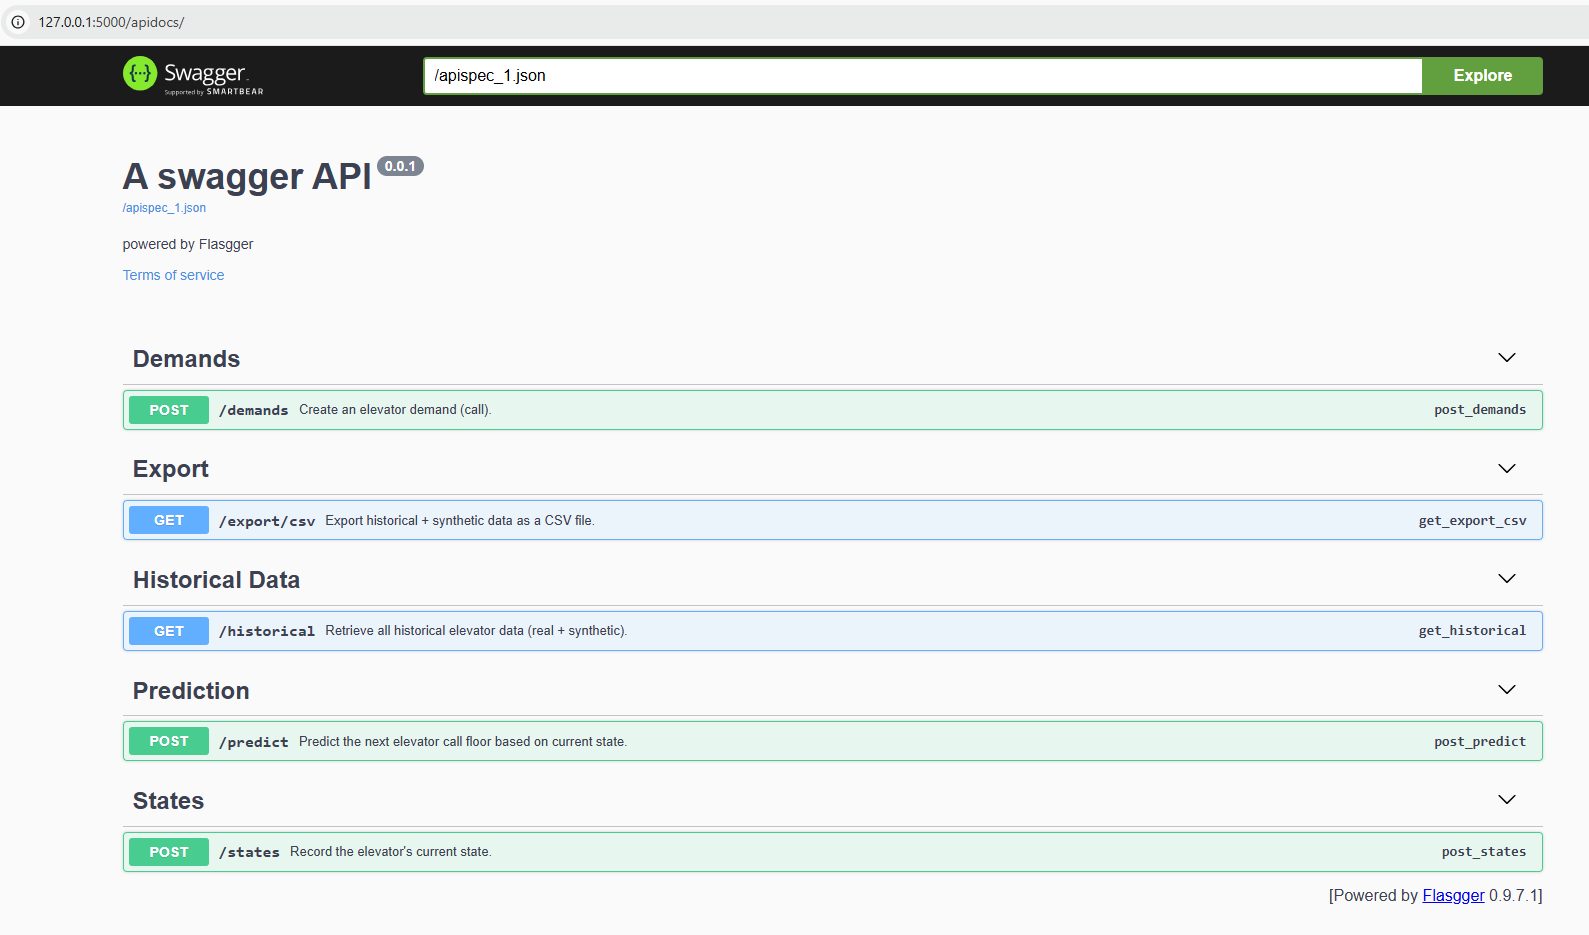 127.0.0.1:5000/apidocs/
{···} Swagger
Supported by SMARTBEAR
/apispec_1.json
Explore
A swagger API 0.0.1
/apispec_1.json
powered by Flasgger
Terms of service
Demands
POST /demands Create an elevator demand (call). post_demands
Export
GET /export/csv Export historical + synthetic data as a CSV file. get_export_csv
Historical Data
GET /historical Retrieve all historical elevator data (real + synthetic). get_historical
Prediction
POST /predict Predict the next elevator call floor based on current state. post_predict
States
POST /states Record the elevator's current state. post_states
[Powered by Flasgger 0.9.7.1]